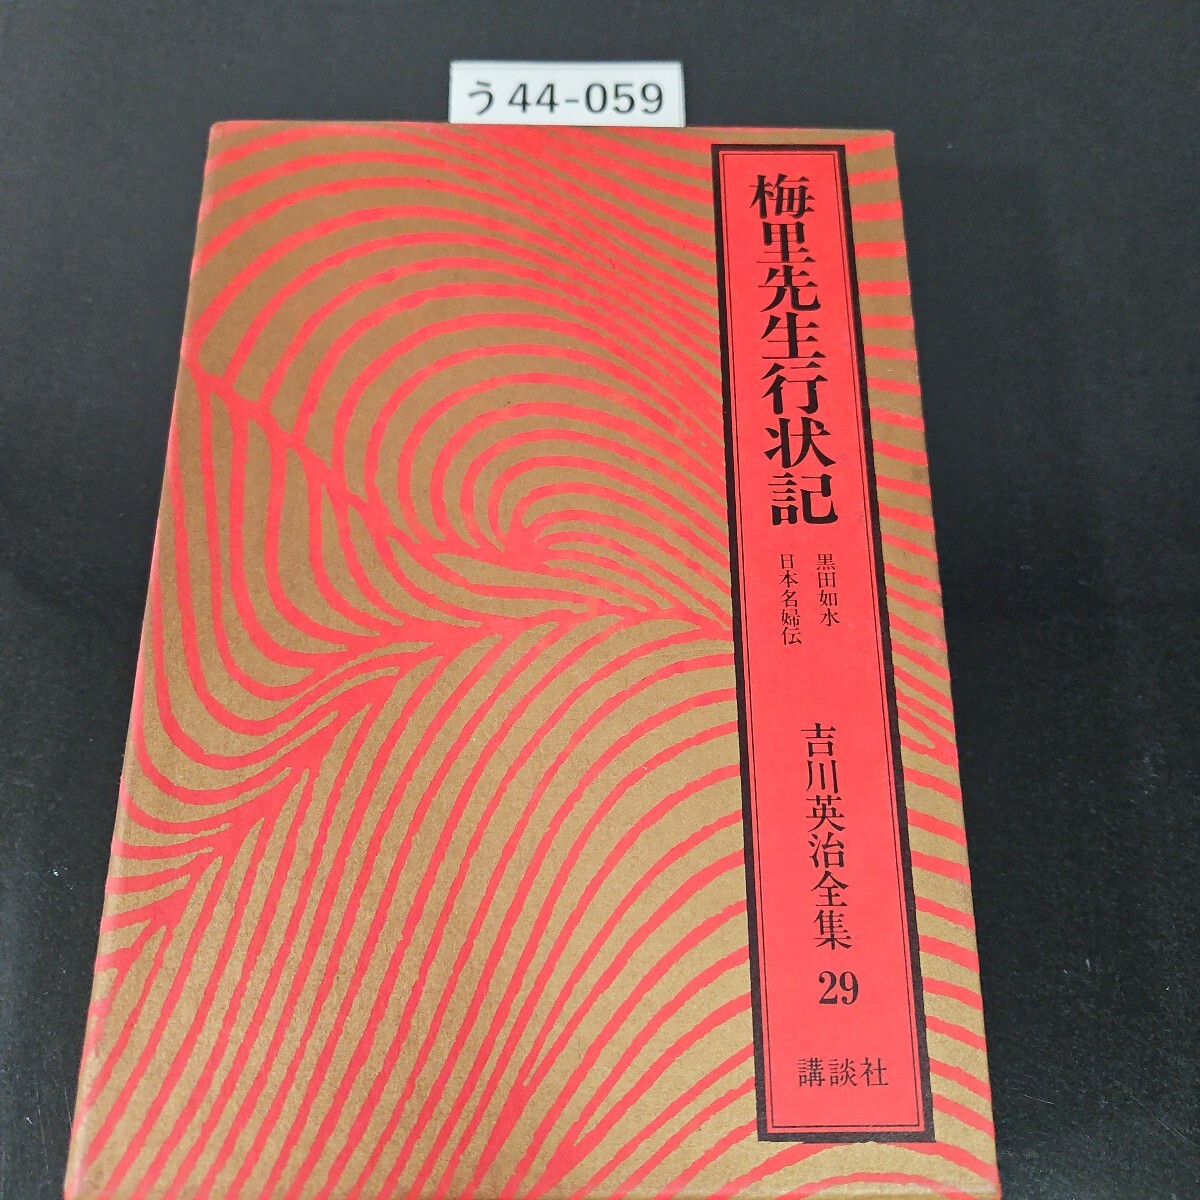 う44-059
梅里先生行状記
黒田如水
日本名婦伝
吉川英治全集 29
講談社